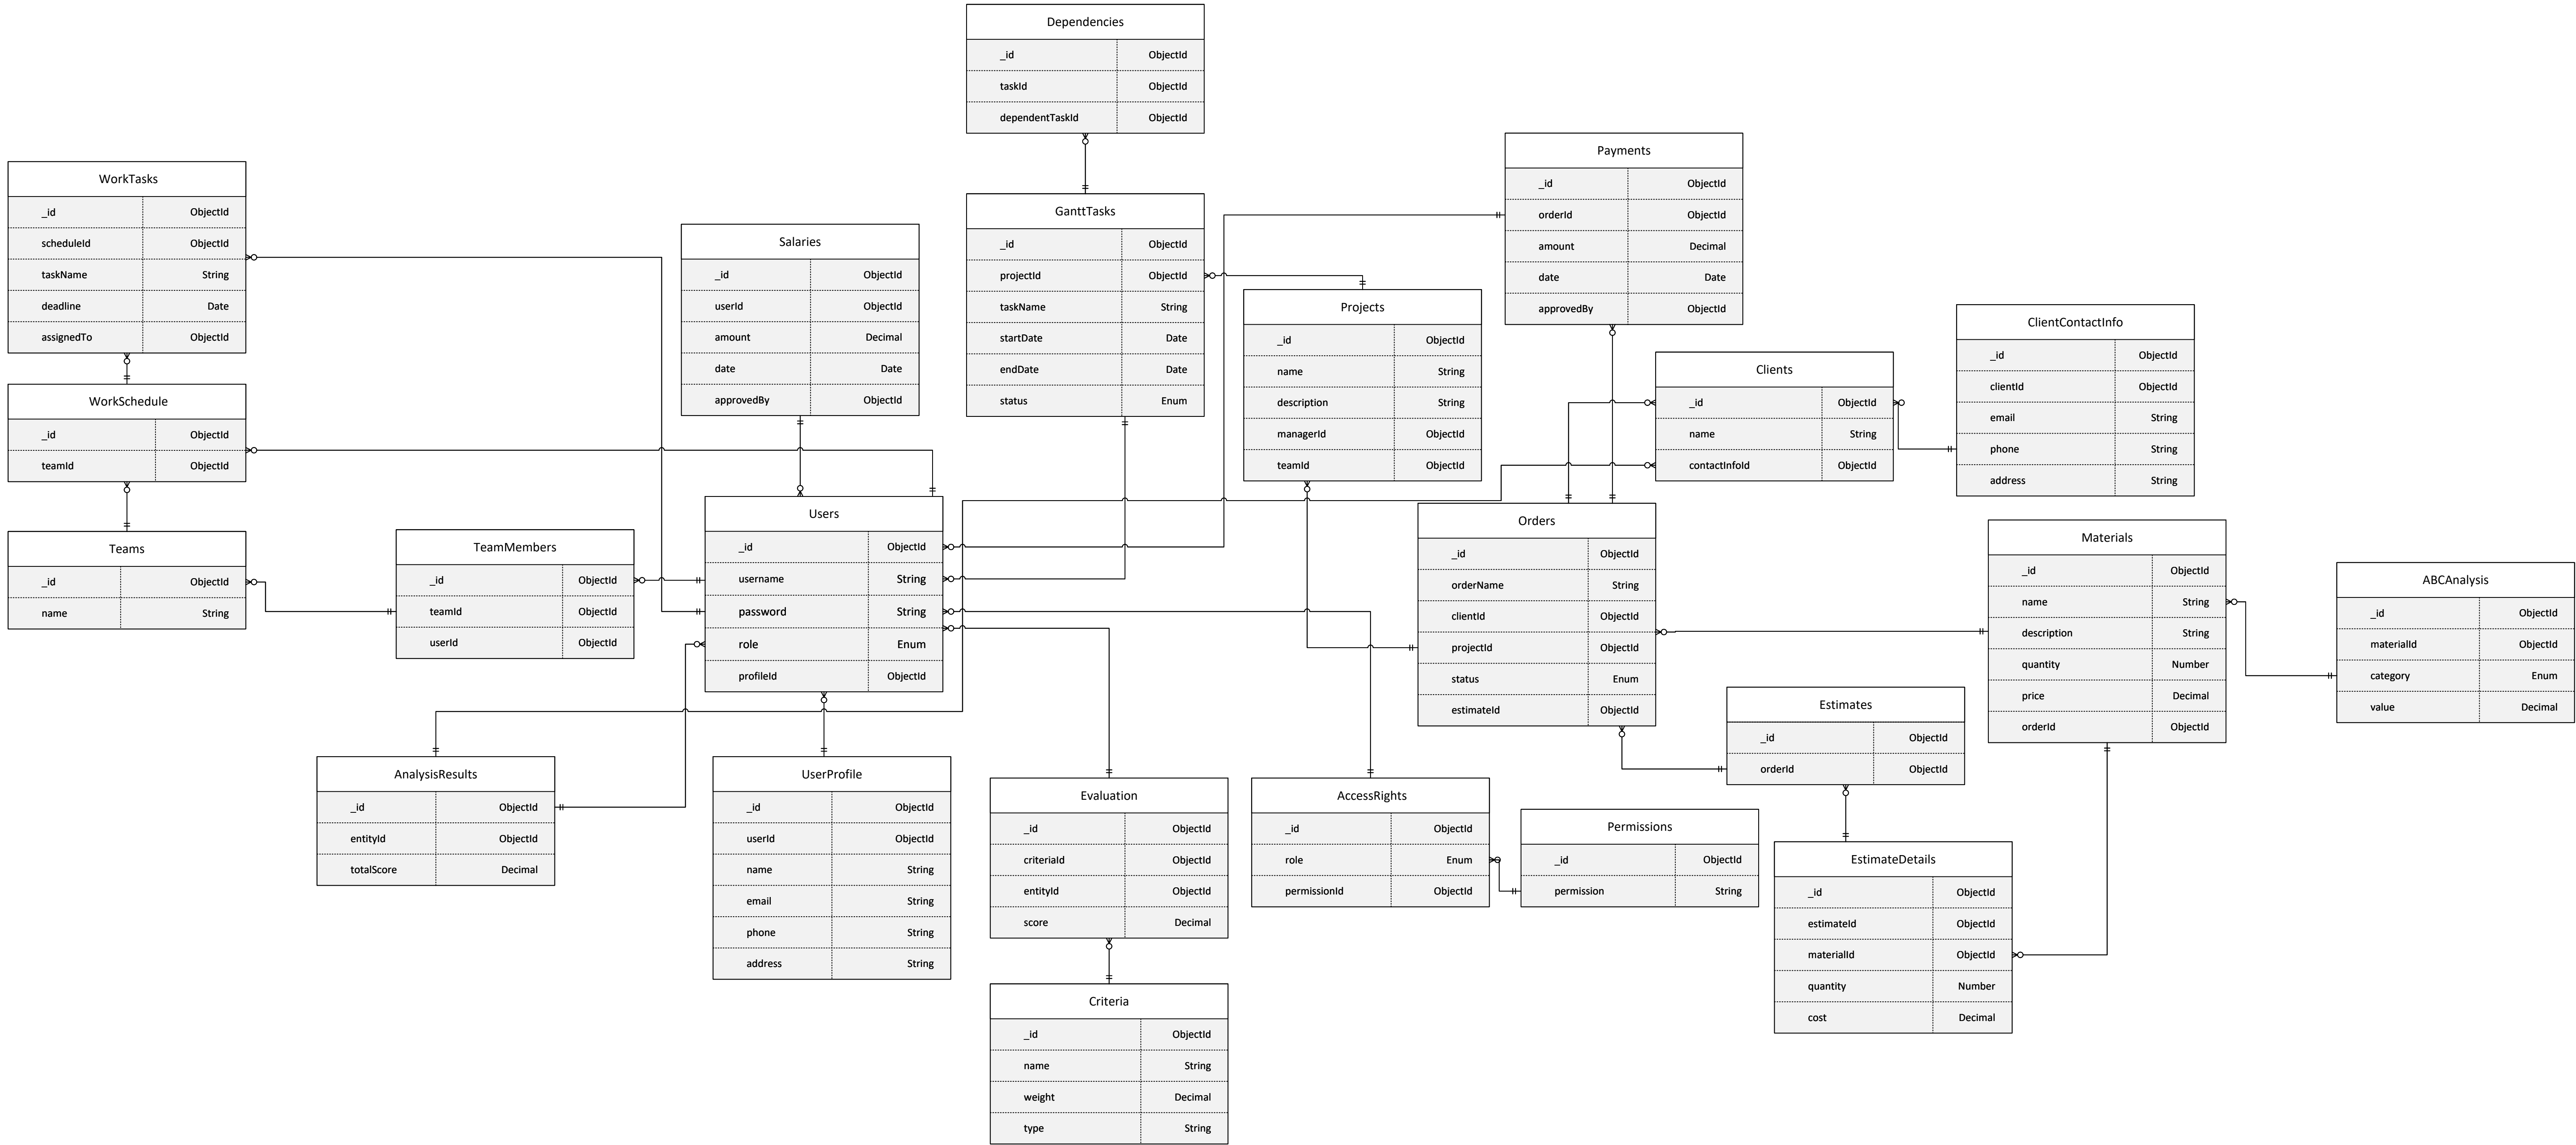 Dependencies
_id ObjectId
taskId ObjectId
dependentTaskId ObjectId
Payments
_id ObjectId
orderId ObjectId
amount Decimal
date Date
approvedBy ObjectId
WorkTasks
_id ObjectId
scheduleId ObjectId
taskName String
deadline Date
assignedTo ObjectId
GanttTasks
_id ObjectId
projectId ObjectId
taskName String
startDate Date
endDate Date
status Enum
Salaries
_id ObjectId
userId ObjectId
amount Decimal
date Date
approvedBy ObjectId
Projects
_id ObjectId
name String
description String
managerId ObjectId
teamId ObjectId
ClientContactInfo
_id ObjectId
clientId ObjectId
email String
phone String
address String
Clients
_id ObjectId
name String
contactInfoId ObjectId
WorkSchedule
_id ObjectId
teamId ObjectId
Users
_id ObjectId
username String
password String
role Enum
profileId ObjectId
Orders
_id ObjectId
orderName String
clientId ObjectId
projectId ObjectId
status Enum
estimateId ObjectId
Materials
_id ObjectId
name String
description String
quantity Number
price Decimal
orderId ObjectId
Teams
_id ObjectId
name String
TeamMembers
_id ObjectId
teamId ObjectId
userId ObjectId
ABCAnalysis
_id ObjectId
materialId ObjectId
category Enum
value Decimal
Estimates
_id ObjectId
orderId ObjectId
AnalysisResults
_id ObjectId
entityId ObjectId
totalScore Decimal
UserProfile
_id ObjectId
userId ObjectId
name String
email String
phone String
address String
Evaluation
_id ObjectId
criteriaId ObjectId
entityId ObjectId
score Decimal
AccessRights
_id ObjectId
role Enum
permissionId ObjectId
Permissions
_id ObjectId
permission String
EstimateDetails
_id ObjectId
estimateId ObjectId
materialId ObjectId
quantity Number
cost Decimal
Criteria
_id ObjectId
name String
weight Decimal
type String